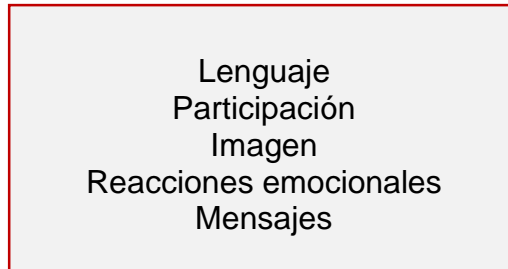 Lenguaje
Participación
Imagen
Reacciones emocionales
Mensajes